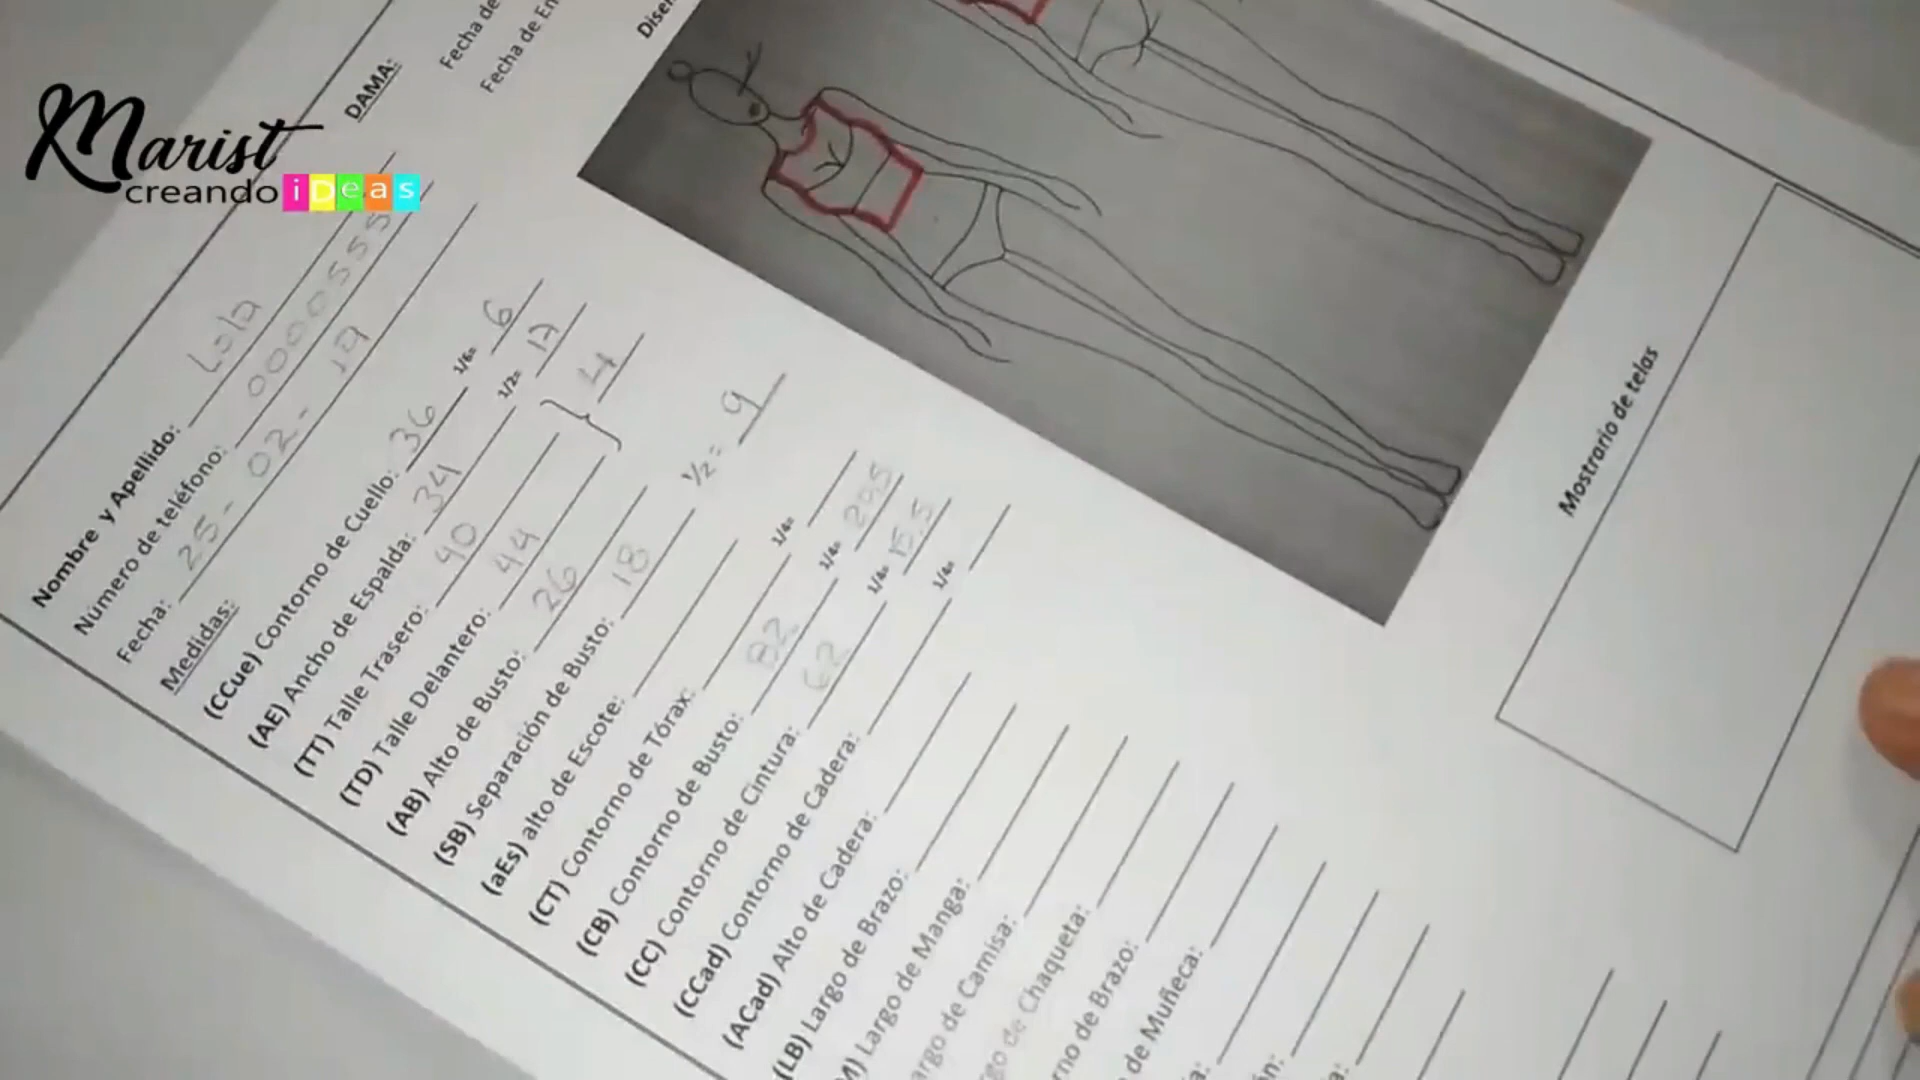 Marist
creando iDeas
DAMA:
Fecha de
Fecha de En
Nombre y Apellido: Lola
Número de teléfono: 0000555
Fecha: 25-02-19
Medidas:
(CCue) Contorno de Cuello: 36 1/6= 6
(AE) Ancho de Espalda: 34 1/2= 17
(TT) Talle Trasero: 40
(TD) Talle Delantero: 44 } 4
(AB) Alto de Busto: 26
(SB) Separación de Busto: 18 1/2= 9
(aEs) alto de Escote:
(CT) Contorno de Tórax: 1/4=
(CB) Contorno de Busto: 82 1/4=
(CC) Contorno de Cintura: 62 1/4= 15.5
(CCad) Contorno de Cadera: 1/4=
(ACad) Alto de Cadera:
(LB) Largo de Brazo:
Largo de Manga:
argo de Camisa:
go de Chaqueta:
rno de Brazo:
de Muñeca:
Mostrario de telas